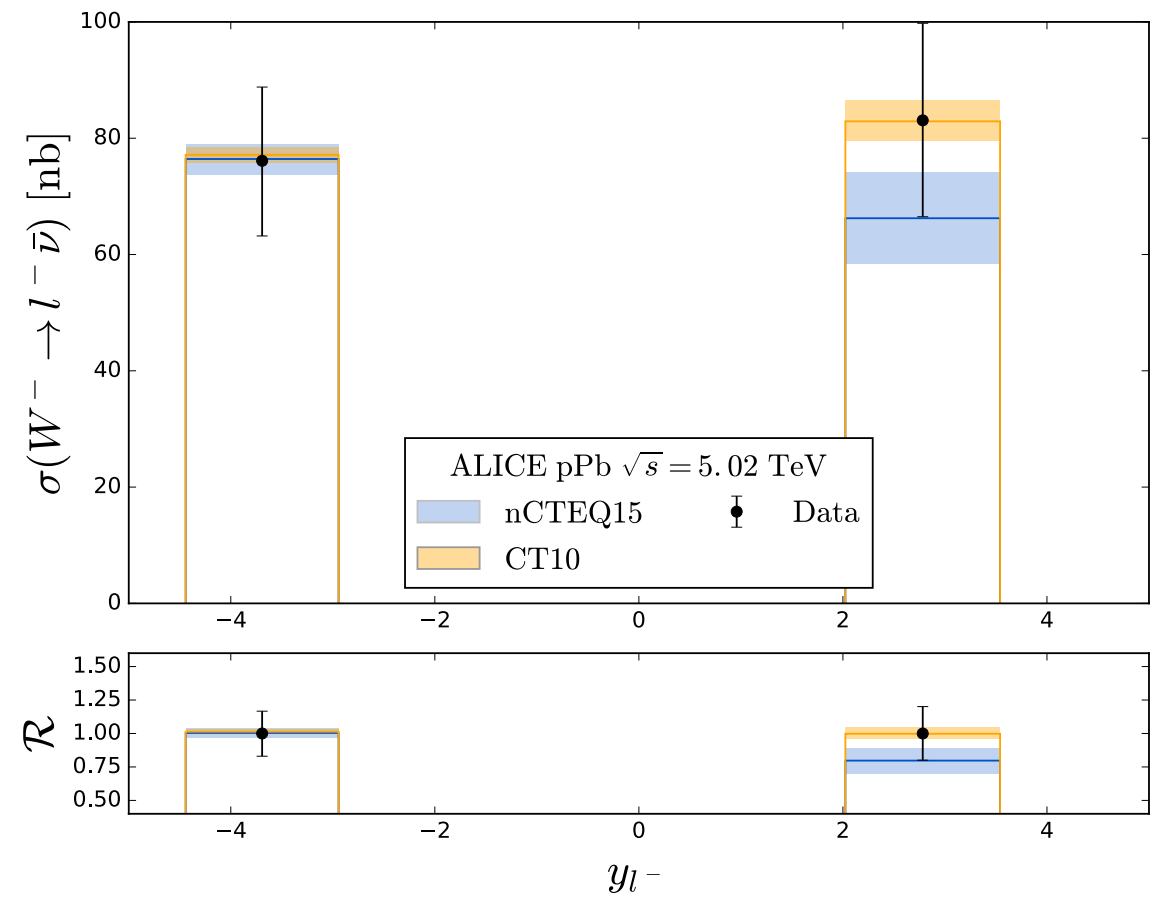 100
80
60
40
20
0
σ(W⁻ → l⁻ ν̄) [nb]
ALICE pPb √s = 5.02 TeV
nCTEQ15 Data
CT10
−4 −2 0 2 4
1.50
1.25
1.00
0.75
0.50
ℛ
−4 −2 0 2 4
y_{l⁻}